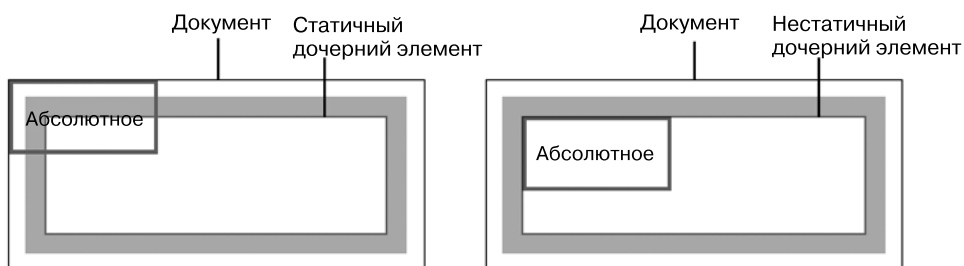 Документ
Статичный
дочерний элемент
Абсолютное
Документ
Нестатичный
дочерний элемент
Абсолютное